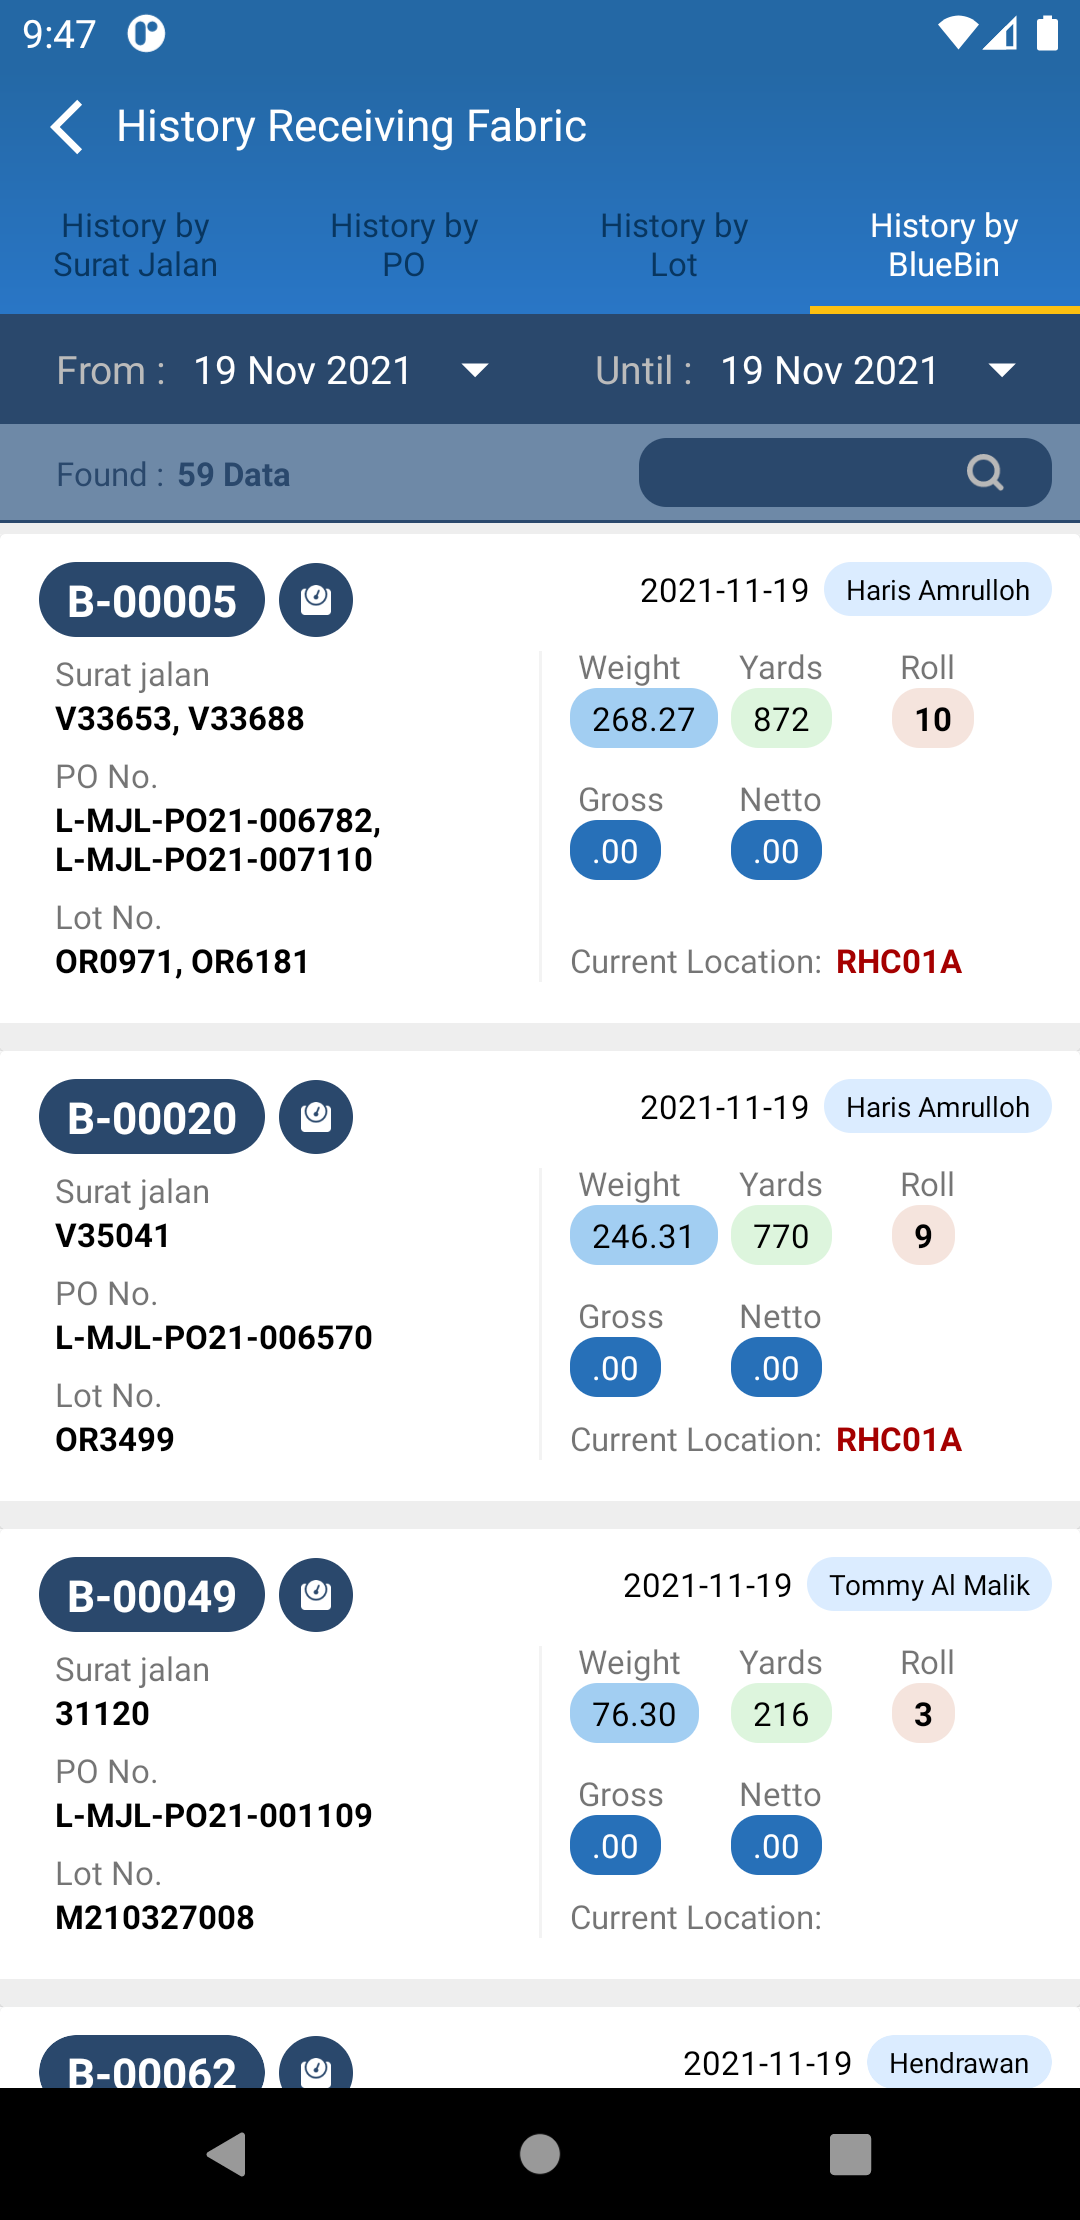 9:47
History Receiving Fabric
History by
Surat Jalan
History by
PO
History by
Lot
History by
BlueBin
From : 19 Nov 2021
Until : 19 Nov 2021
Found : 59 Data
B-00005
2021-11-19 Haris Amrulloh
Surat jalan
V33653, V33688
PO No.
L-MJL-PO21-006782,
L-MJL-PO21-007110
Lot No.
OR0971, OR6181
Weight Yards Roll
268.27 872 10
Gross Netto
.00 .00
Current Location: RHC01A
B-00020
2021-11-19 Haris Amrulloh
Surat jalan
V35041
PO No.
L-MJL-PO21-006570
Lot No.
OR3499
Weight Yards Roll
246.31 770 9
Gross Netto
.00 .00
Current Location: RHC01A
B-00049
2021-11-19 Tommy Al Malik
Surat jalan
31120
PO No.
L-MJL-PO21-001109
Lot No.
M210327008
Weight Yards Roll
76.30 216 3
Gross Netto
.00 .00
Current Location:
B-00062
2021-11-19 Hendrawan